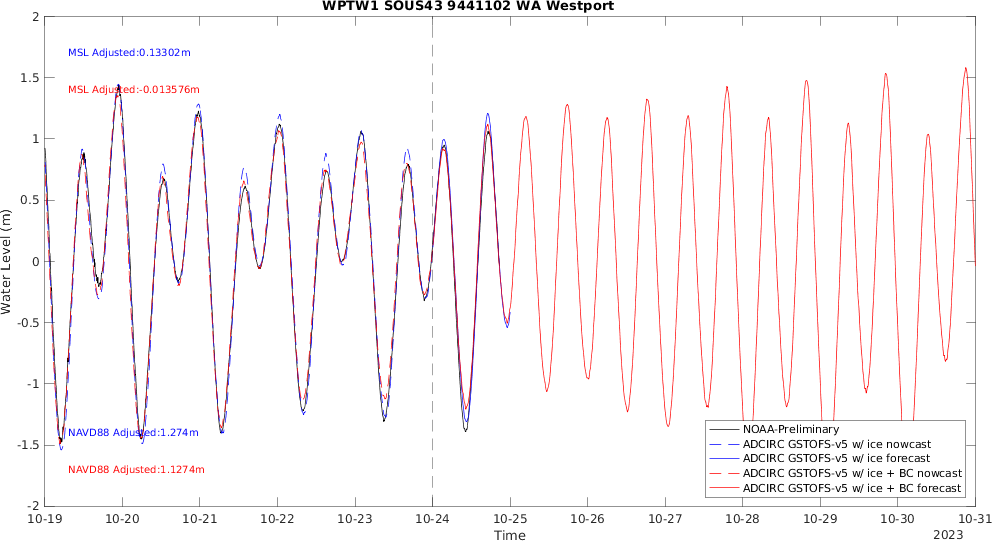 WPTW1 SOUS43 9441102 WA Westport
MSL Adjusted:0.13302m
MSL Adjusted:-0.013576m
NAVD88 Adjusted:1.274m
NAVD88 Adjusted:1.1274m
Water Level (m)
2
1.5
1
0.5
0
-0.5
-1
-1.5
-2
NOAA-Preliminary
ADCIRC GSTOFS-v5 w/ ice nowcast
ADCIRC GSTOFS-v5 w/ ice forecast
ADCIRC GSTOFS-v5 w/ ice + BC nowcast
ADCIRC GSTOFS-v5 w/ ice + BC forecast
10-19 10-20 10-21 10-22 10-23 10-24 10-25 10-26 10-27 10-28 10-29 10-30 10-31
Time
2023